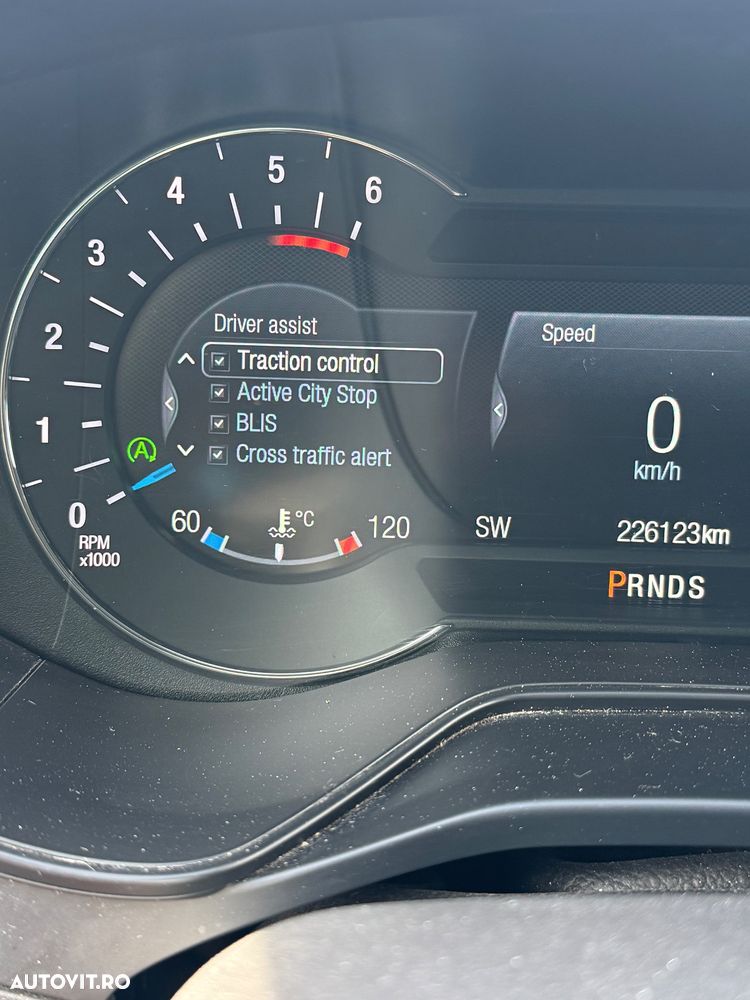 0
1
2
3
4
5
6
RPM
x1000
A
Driver assist
Traction control
Active City Stop
BLIS
Cross traffic alert
60 °C 120
Speed
0
km/h
SW 226123km
PRNDS
AUTOVIT.RO